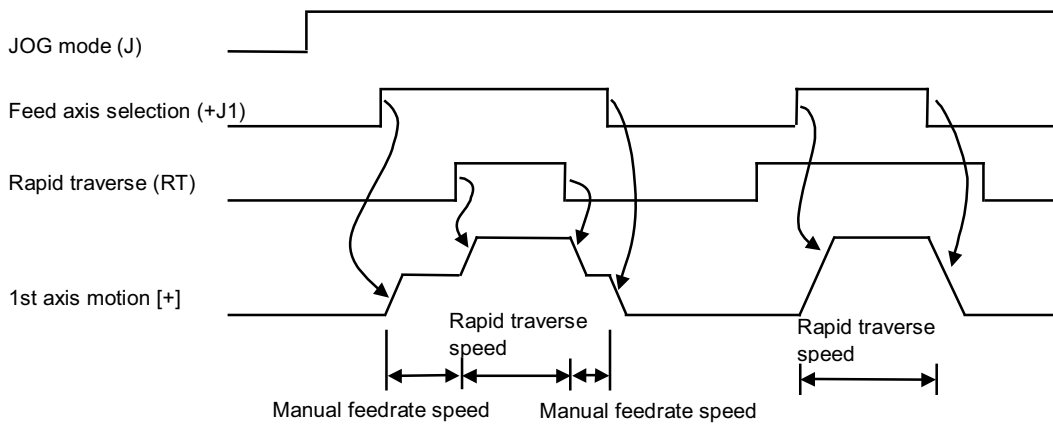 JOG mode (J)
Feed axis selection (+J1)
Rapid traverse (RT)
1st axis motion [+]
Rapid traverse
speed
Rapid traverse
speed
Manual feedrate speed
Manual feedrate speed